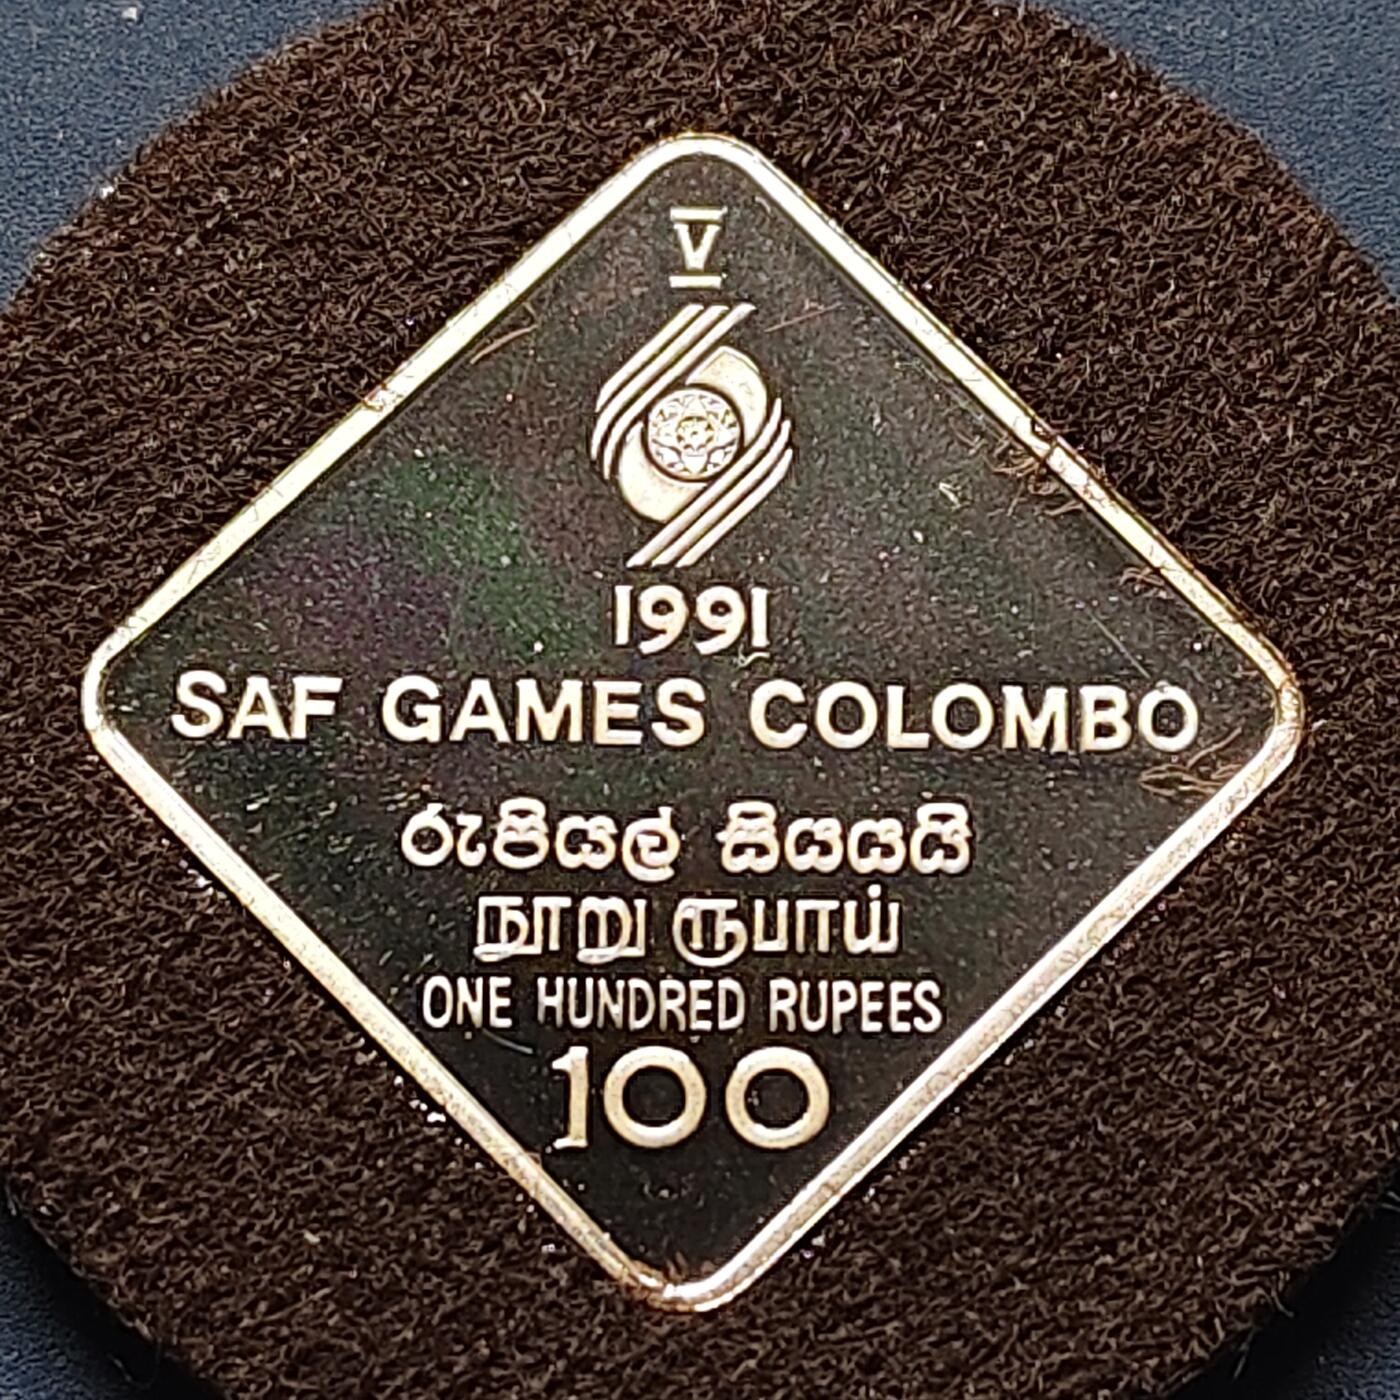 V
1991
SAF GAMES COLOMBO
රුපියල් සියයයි
நூறு ரூபாய்
ONE HUNDRED RUPEES
100